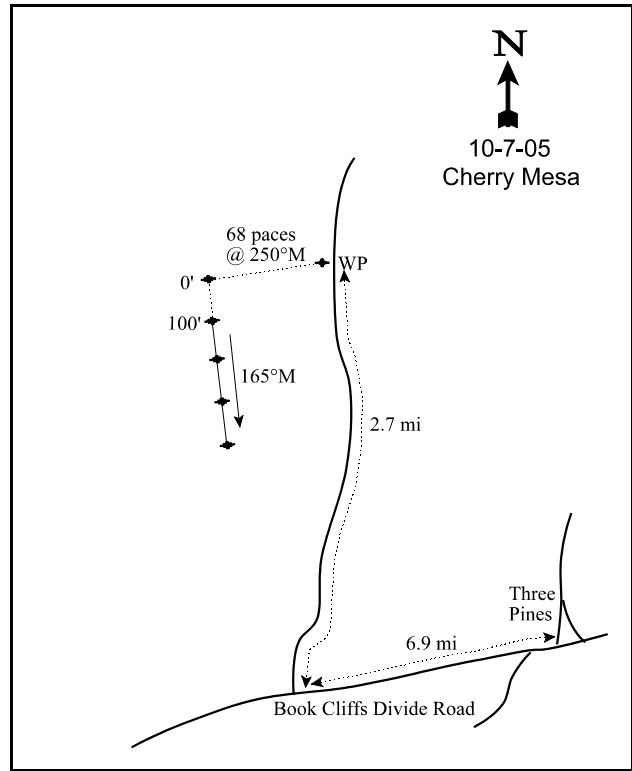 N
10-7-05
Cherry Mesa
68 paces
@ 250°M
WP
0'
100'
165°M
2.7 mi
Three
Pines
6.9 mi
Book Cliffs Divide Road